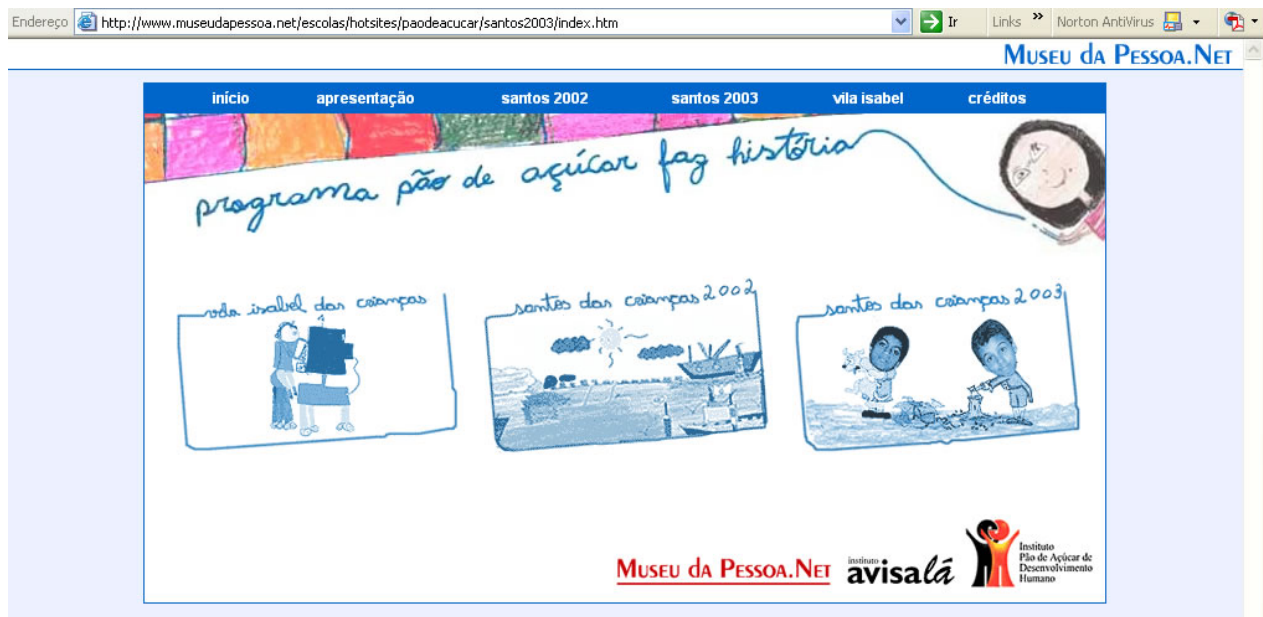 Endereço http://www.museudapessoa.net/escolas/hotsites/paodeacucar/santos2003/index.htm Ir Links » Norton AntiVirus
MUSEU dA PESSOA.NET
início apresentação santos 2002 santos 2003 vila isabel créditos
programa pão de açúcar faz história
vila isabel das crianças
santos das crianças 2002
santos das crianças 2003
MUSEU dA PESSOA.NET
instituto
avisalá
Instituto
Pão de Açúcar de
Desenvolvimento
Humano